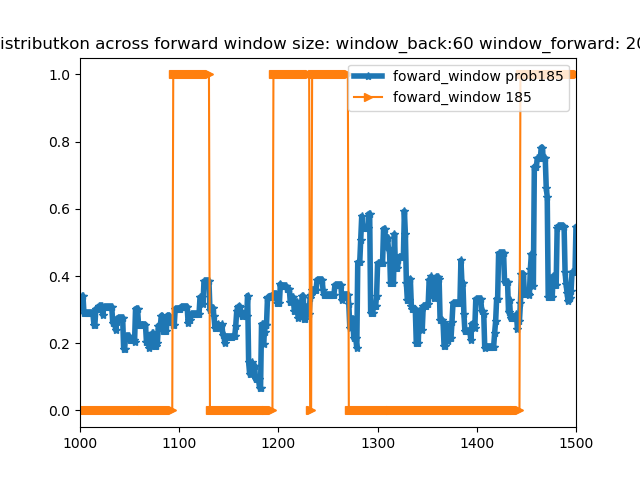 istributkon across forward window size: window_back:60 window_forward: 20
foward_window prob185
foward_window 185
1.0
0.8
0.6
0.4
0.2
0.0
1000 1100 1200 1300 1400 1500